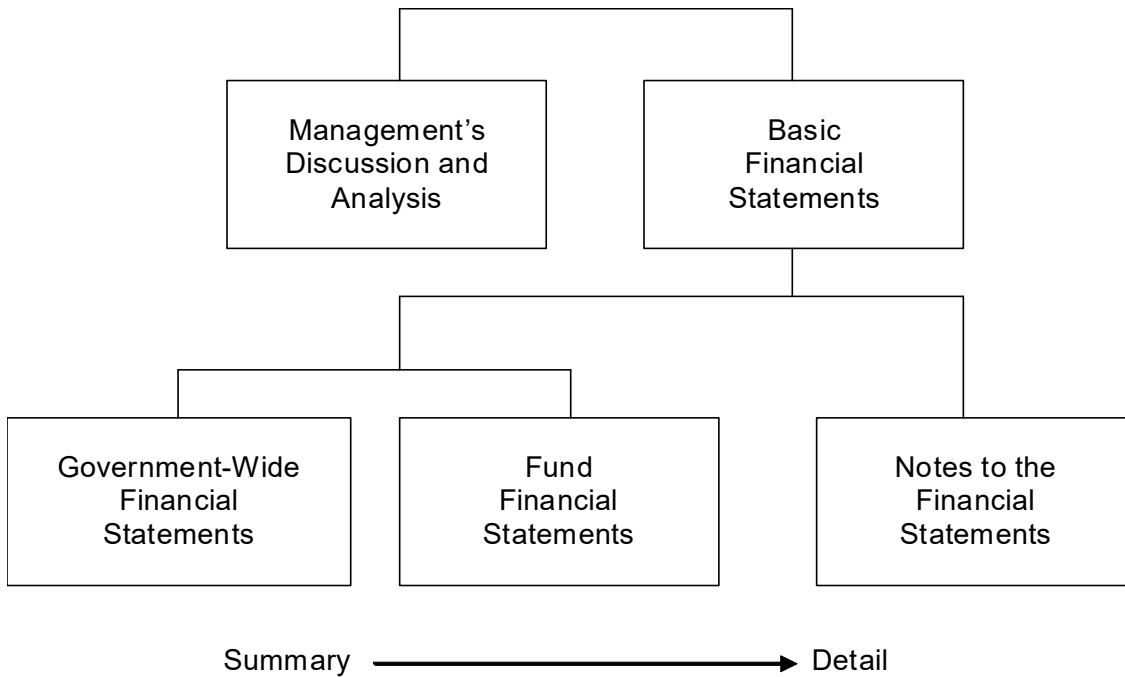 Management’s
Discussion and
Analysis
Basic
Financial
Statements
Government-Wide
Financial
Statements
Fund
Financial
Statements
Notes to the
Financial
Statements
Summary
Detail